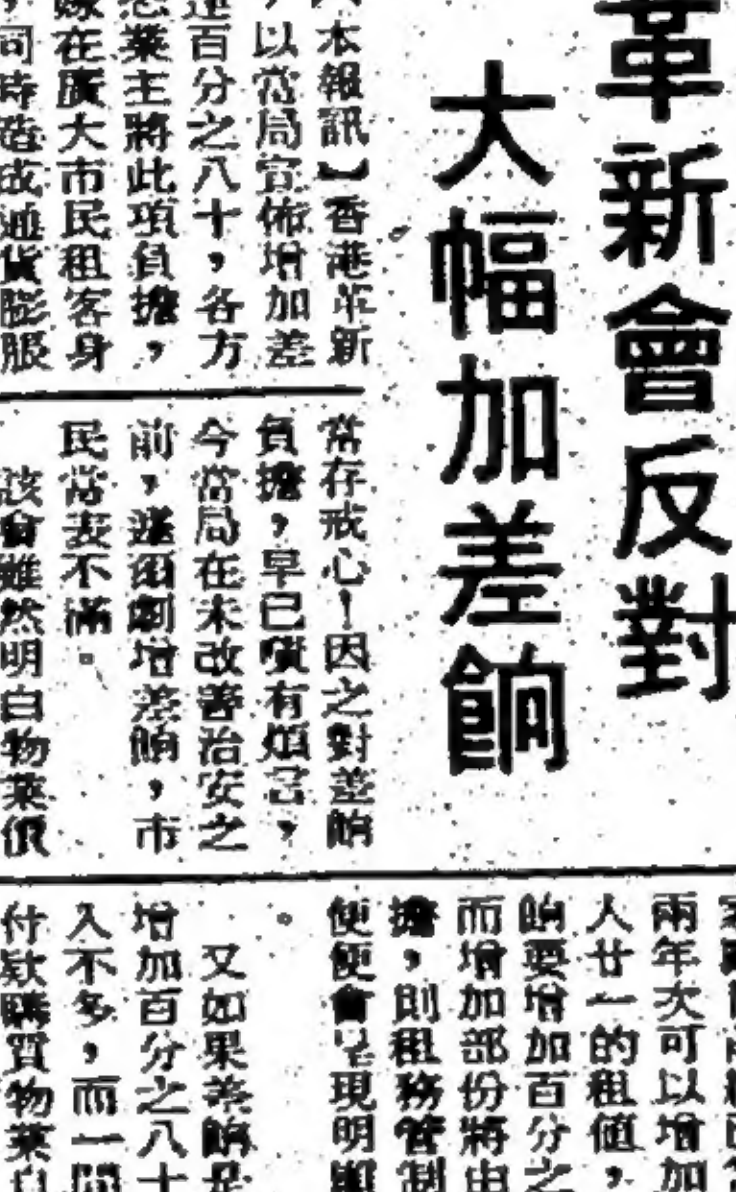 革新會反對
大幅加差餉
本報訊】香港革新
，以當局宣佈增加差
達百分之八十，各方
業主將此項負擔，
嫁在廣大市民租客身
，同時造成通貨膨脹
常存戒心！因之對差餉
負擔，早已嘖有煩言，
今當局在未改善治安之
前，遽須劇增差餉，市
民當表不滿。
該會雖然明白物業價
兩年次可以增加
人廿一的租值，
餉要增加百分之
而增加部份將由
擔，則租務管制
便便會呈現明顯
。
又如果差餉是
增加百分之八十
入不多，而一間
付欵購買物業自